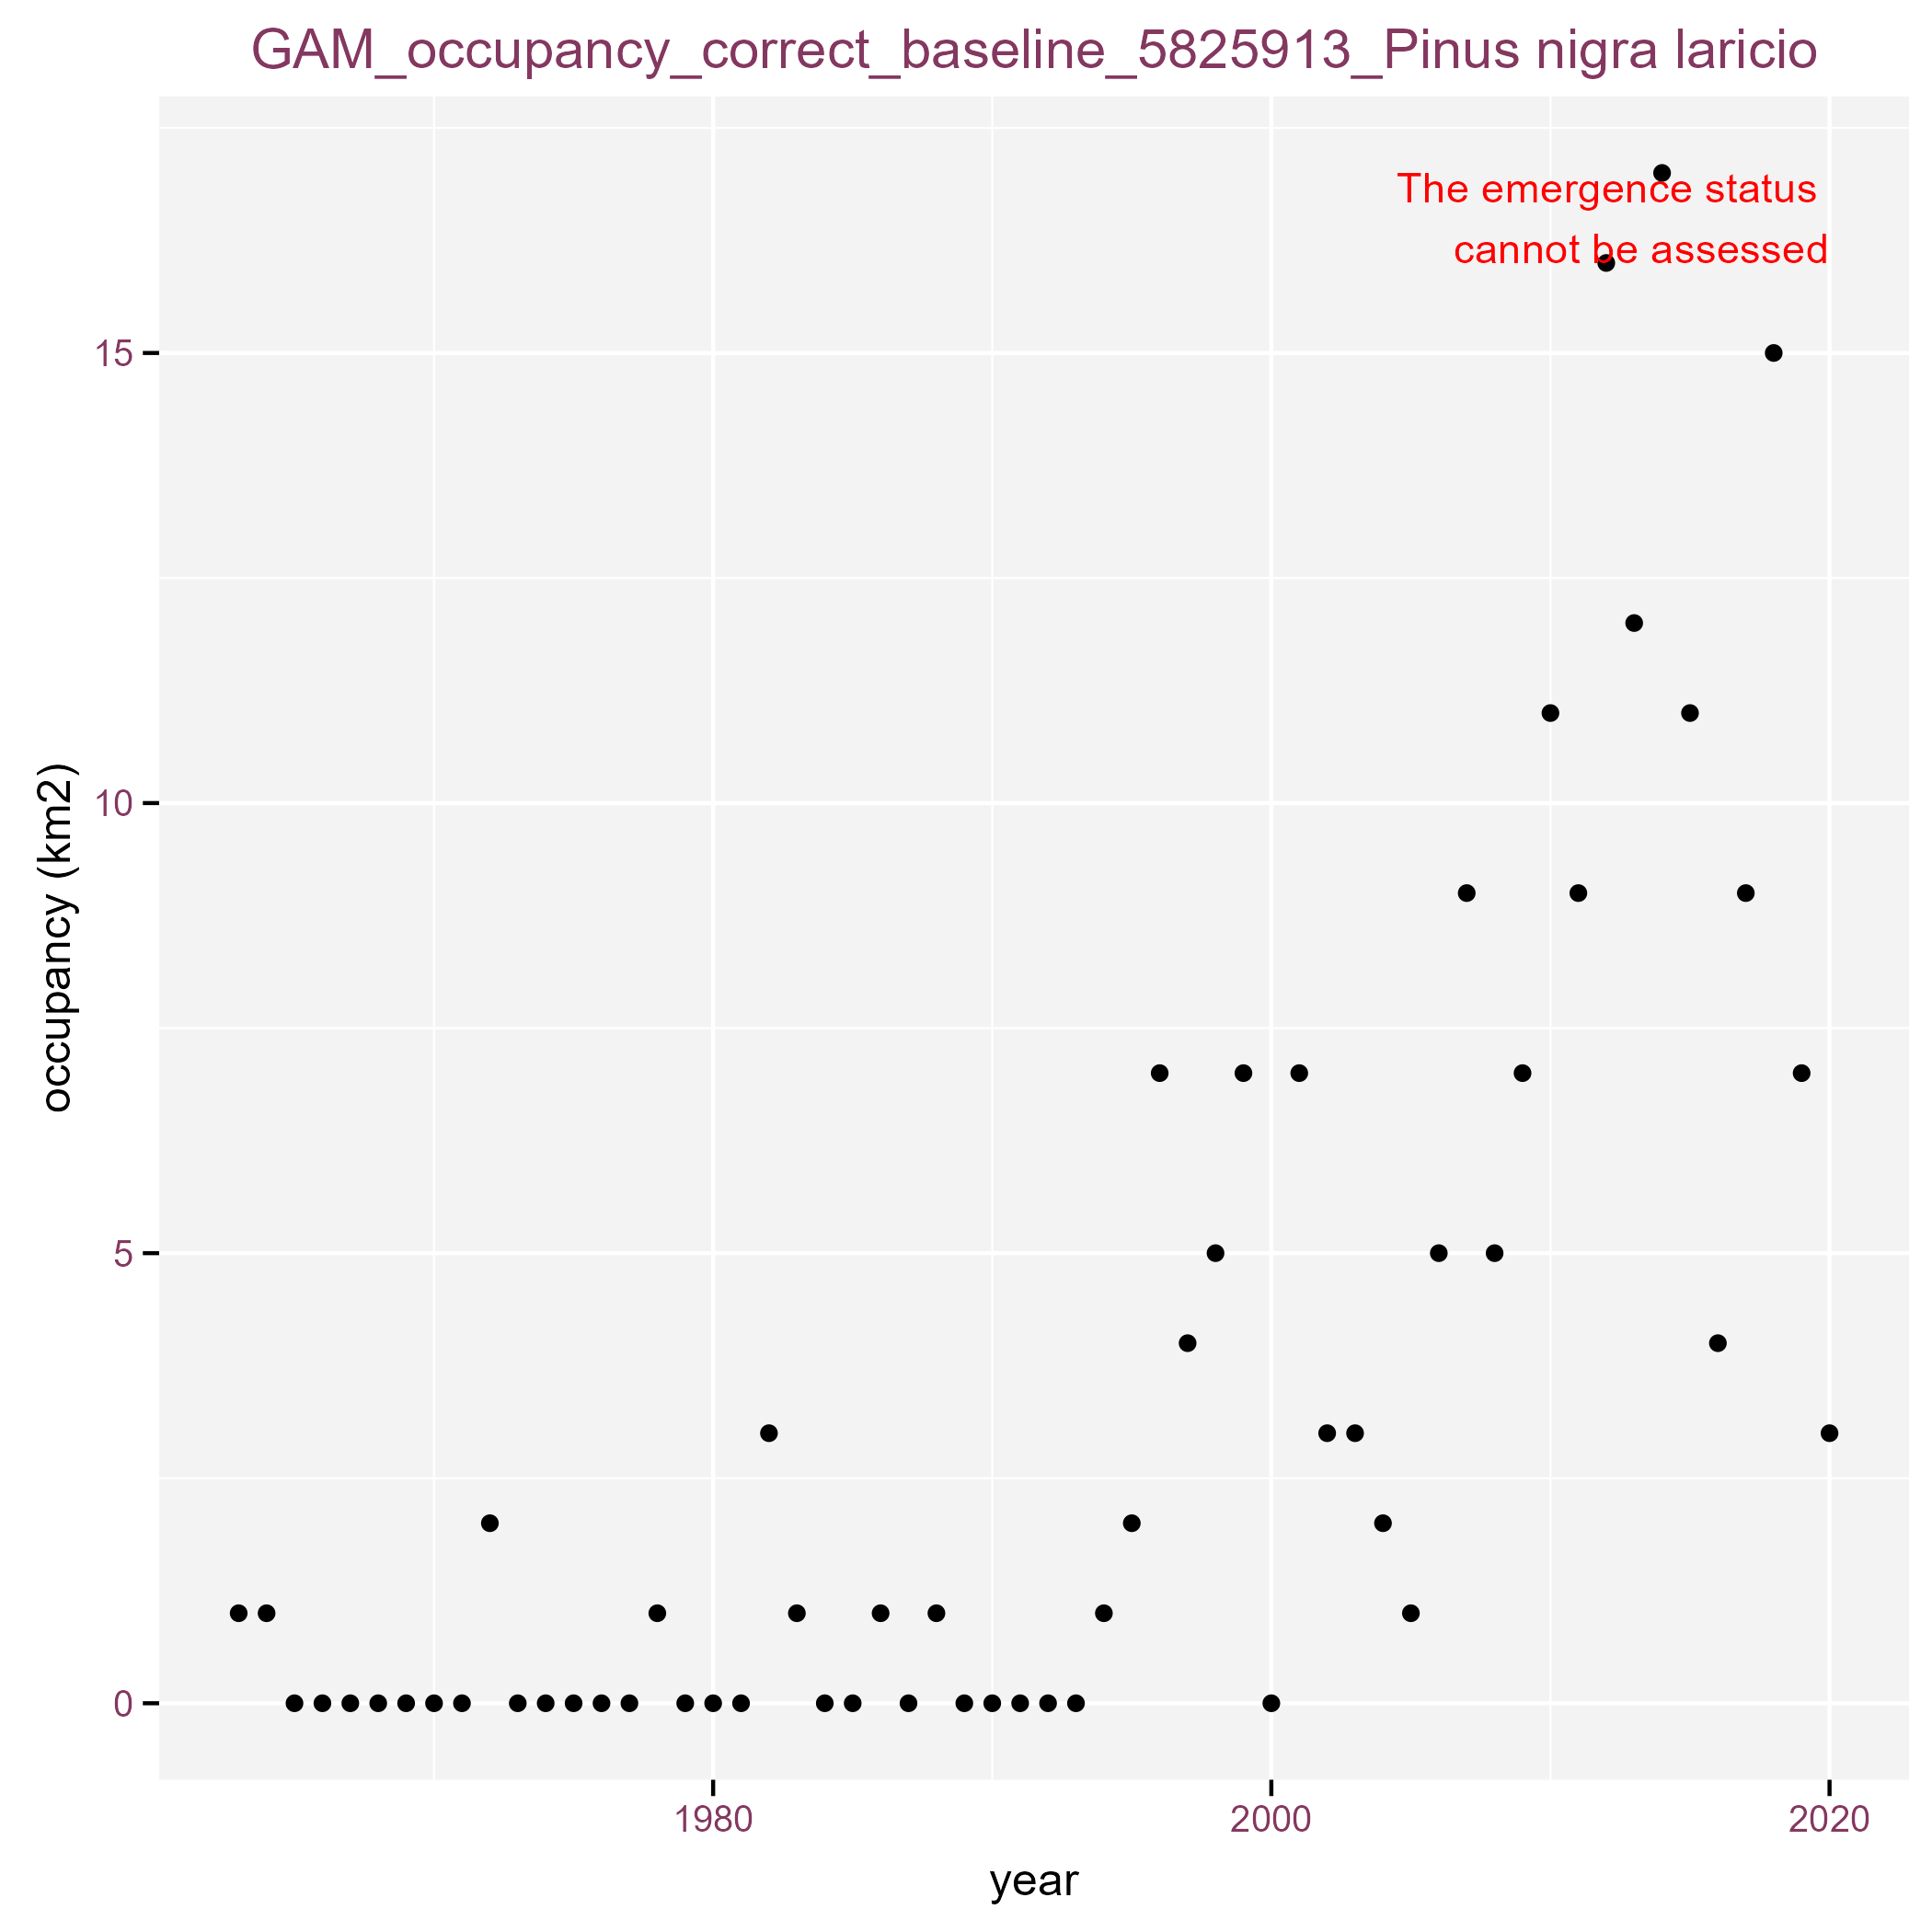 GAM_occupancy_correct_baseline_5825913_Pinus nigra laricio
The emergence status
cannot be assessed
15
10
5
0
occupancy (km2)
1980 2000 2020
year